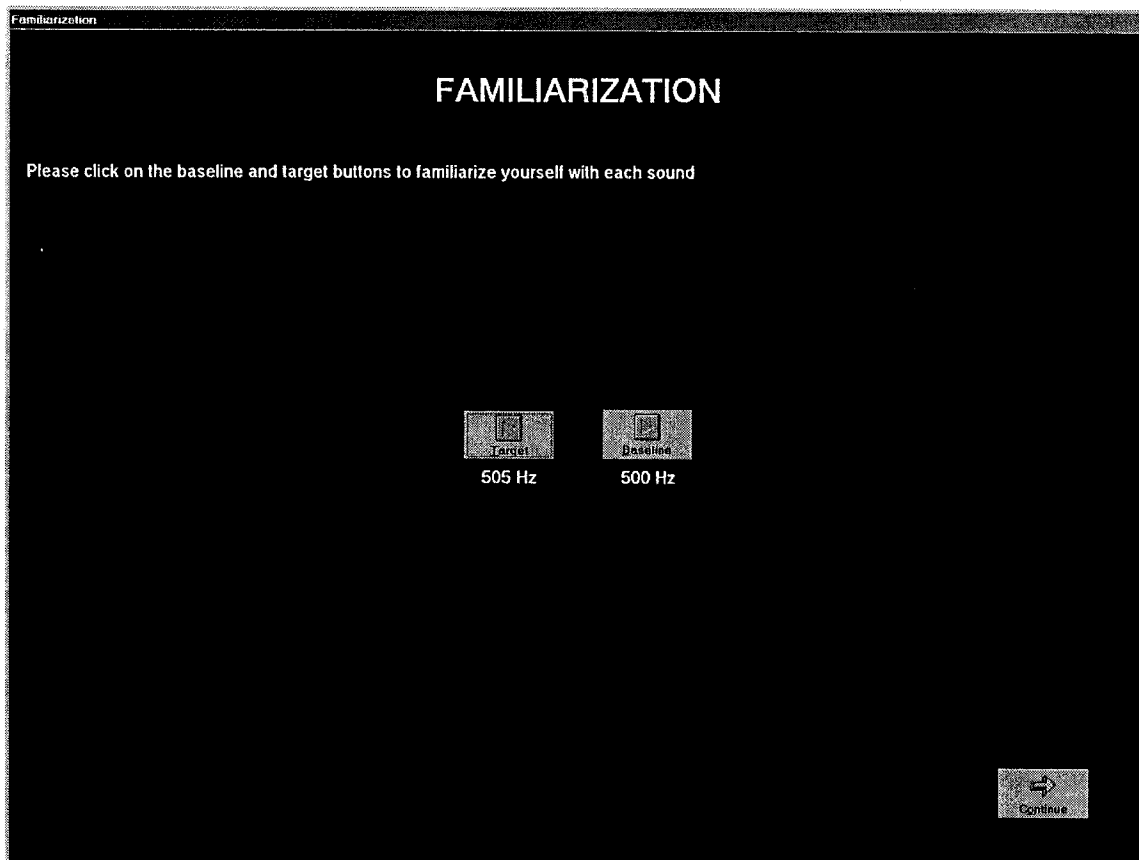 Familiarization
FAMILIARIZATION
Please click on the baseline and target buttons to familiarize yourself with each sound
Target
Baseline
505 Hz
500 Hz
Continue